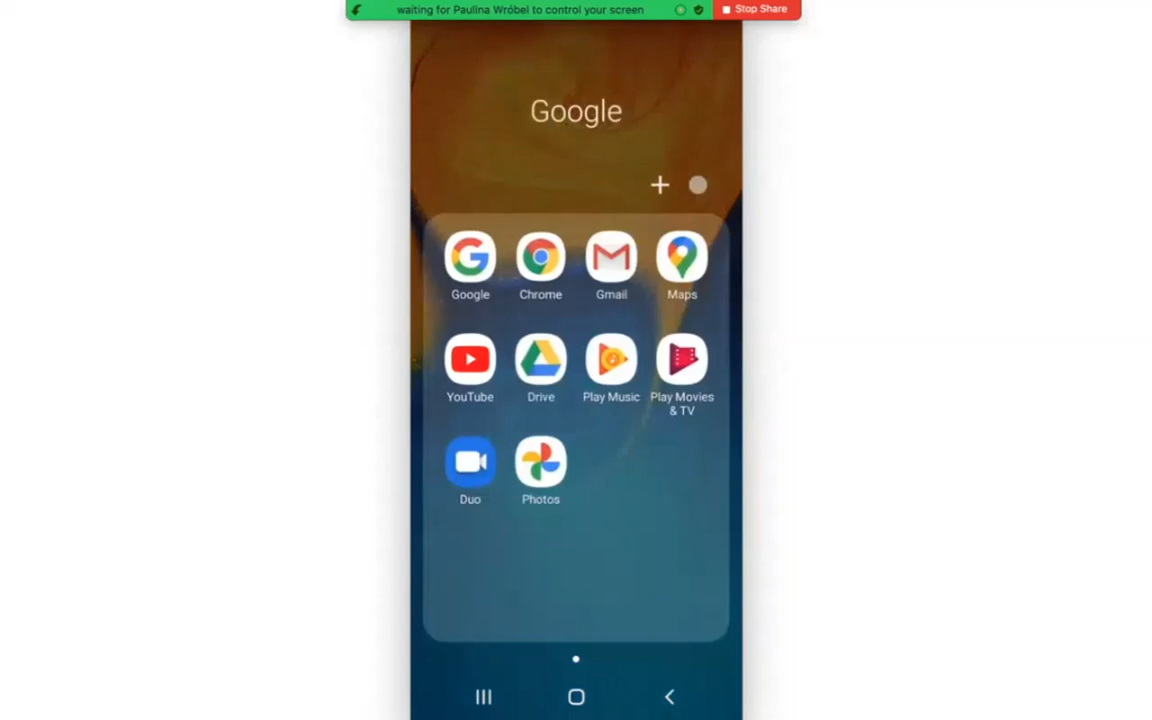 waiting for Paulina Wróbel to control your screen
Stop Share
Google
Google Chrome Gmail Maps
YouTube Drive Play Music Play Movies & TV
Duo Photos